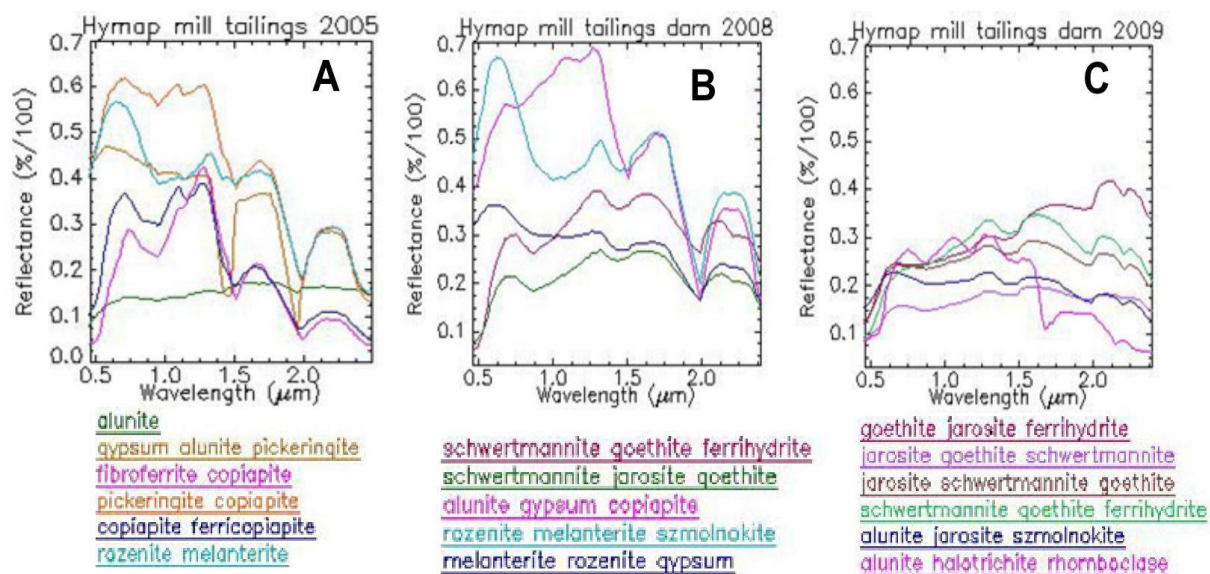 Hymap mill tailings 2005
A
0.7
0.6
0.5
0.4
0.3
0.2
0.1
0.0
Reflectance (%/100)
0.5 1.0 1.5 2.0
Wavelength (μm)
alunite
gypsum alunite pickeringite
fibroferrite copiapite
pickeringite copiapite
copiapite ferricopiapite
rozenite melanterite
Hymap mill tailings dam 2008
B
0.7
0.6
0.5
0.4
0.3
0.2
0.1
Reflectance (%/100)
0.5 1.0 1.5 2.0
Wavelength (μm)
schwertmannite goethite ferrihydrite
schwertmannite jarosite goethite
alunite gypsum copiapite
rozenite melanterite szmolnokite
melanterite rozenite gypsum
Hymap mill tailings dam 2009
C
0.7
0.6
0.5
0.4
0.3
0.2
0.1
Reflectance (%/100)
0.5 1.0 1.5 2.0
Wavelength (μm)
goethite jarosite ferrihydrite
jarosite goethite schwertmannite
jarosite schwertmannite goethite
schwertmannite goethite ferrihydrite
alunite jarosite szmolnokite
alunite halotrichite rhomboclase